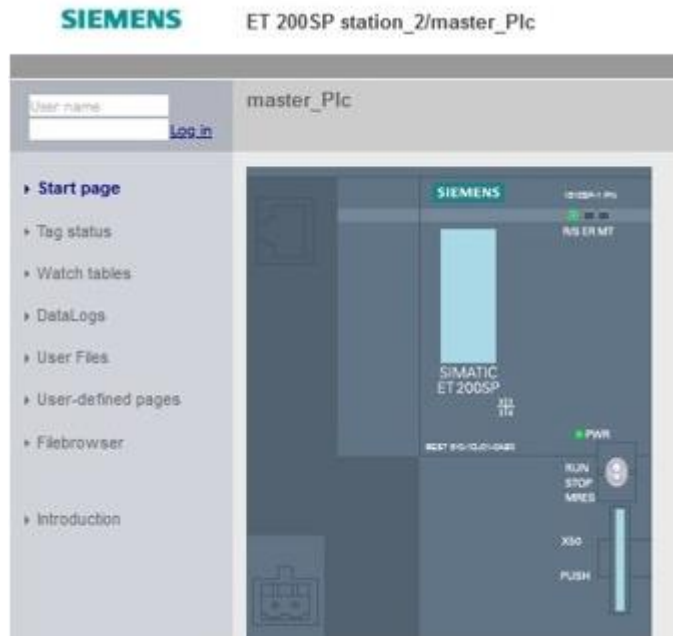 SIEMENS
ET 200SP station_2/master_Plc
User name
Log in
master_Plc
Start page
Tag status
Watch tables
DataLogs
User Files
User-defined pages
Filebrowser
Introduction
SIEMENS
R/S ER MT
SIMATIC
ET 200SP
PWR
RUN
STOP
MRES
X50
PUSH